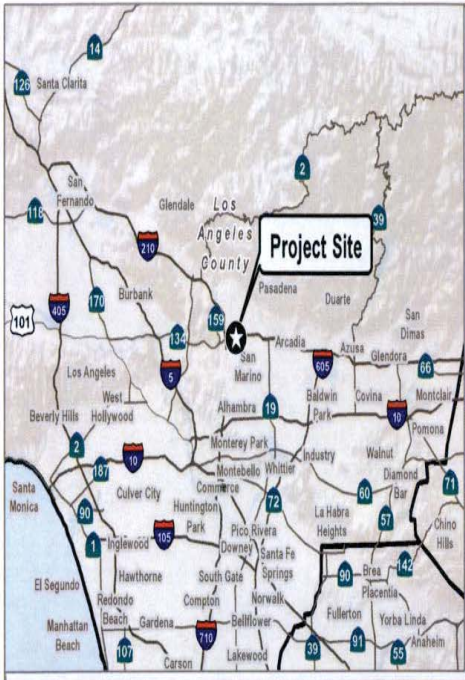 14
126
Santa Clarita
2
San
Fernando
Glendale
Los
Angeles
County
39
118
210
Project Site
Pasadena
Duarte
Burbank
170
405
101
159
134
San
Dimas
Arcadia
Azusa
Glendora
San
Marino
605
66
Los Angeles
5
West
Hollywood
Beverly Hills
Alhambra
19
Baldwin
Park
Covina
Montclair
10
Pomona
2
Monterey Park
187
10
Industry
Walnut
Montebello
Whittier
Diamond
Bar
71
Santa
Monica
Culver City
Commerce
Huntington
Park
72
60
57
90
La Habra
Heights
Chino
Hills
1
Inglewood
105
Pico Rivera
Downey
Santa Fe
Springs
142
90
Brea
El Segundo
Hawthorne
South Gate
Placentia
Redondo
Beach
Compton
Norwalk
Fullerton
Yorba Linda
Manhattan
Beach
Gardena
710
Bellflower
91
Anaheim
107
Carson
Lakewood
39
55